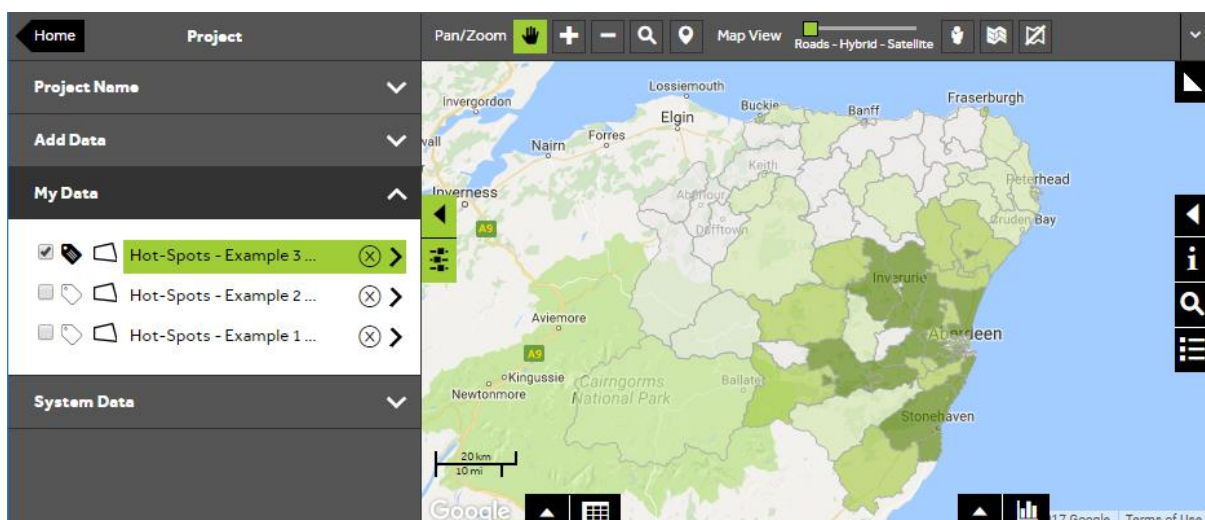 Home
Project
Pan/Zoom
Map View
Roads - Hybrid - Satellite
Project Name
Add Data
My Data
Hot-Spots - Example 3 ...
Hot-Spots - Example 2 ...
Hot-Spots - Example 1 ...
System Data
Lossiemouth
Invergordon
Buckie
Banff
Fraserburgh
Elgin
Forres
Nairn
Keith
Peterhead
Inverness
Aberlour
Cruden Bay
A9
Dufftown
Inverurie
Aviemore
Aberdeen
A9
Kingussie
Cairngorms
National Park
Ballater
Newtonmore
Stonehaven
20 km
10 mi
Google
17 Google
Terms of Use